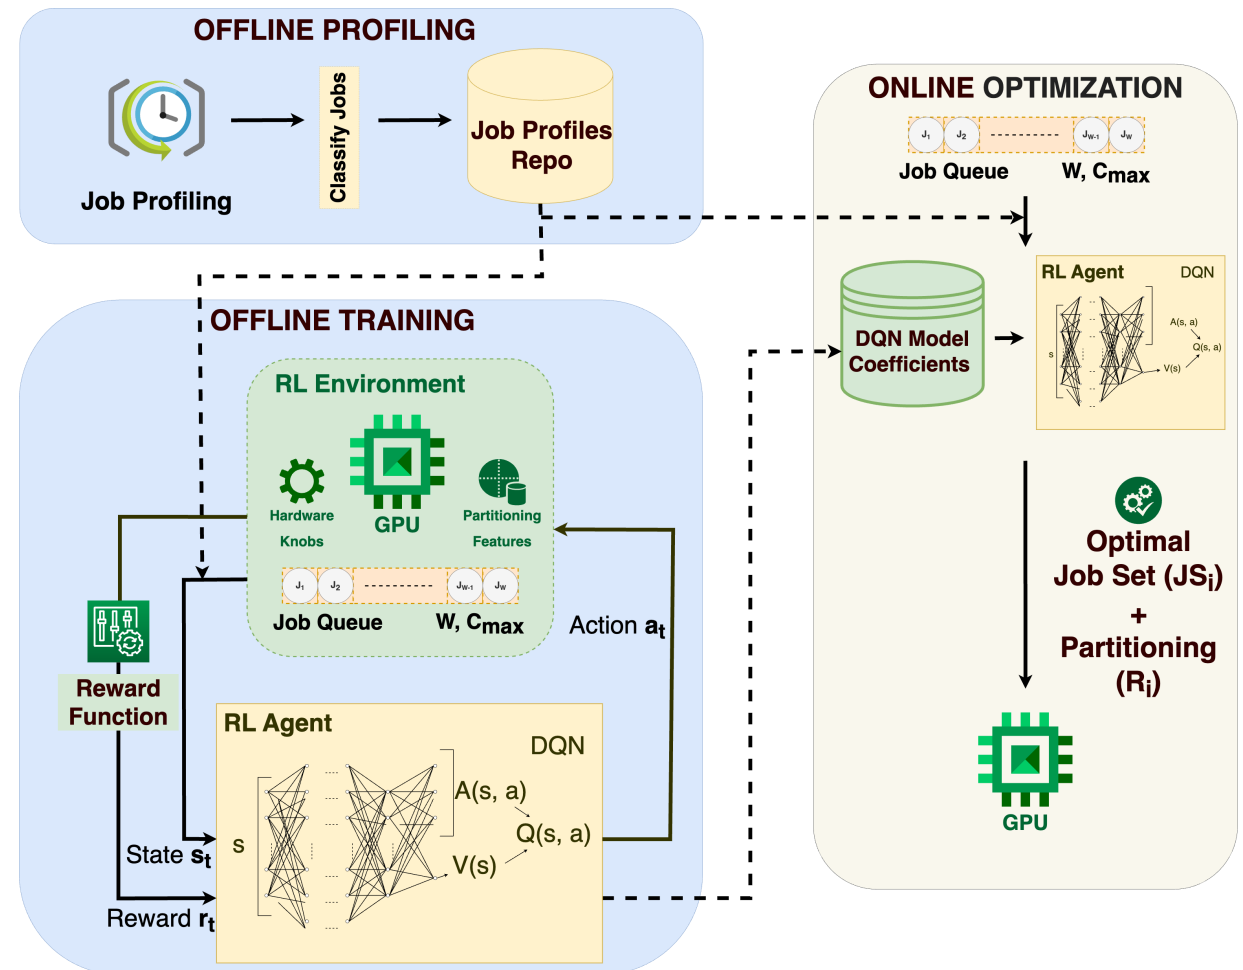 OFFLINE PROFILING
Job Profiling
Classify Jobs
Job Profiles
Repo
OFFLINE TRAINING
RL Environment
Hardware
Knobs
GPU
Partitioning
Features
J1 J2 ---------- JW-1 JW
Job Queue
W, Cmax
Action at
Reward
Function
State st
Reward rt
RL Agent
DQN
s
A(s, a)
Q(s, a)
V(s)
ONLINE OPTIMIZATION
J1 J2 ---------- JW-1 JW
Job Queue
W, Cmax
DQN Model
Coefficients
RL Agent
DQN
s
A(s, a)
Q(s, a)
V(s)
Optimal
Job Set (JSi)
+
Partitioning
(Ri)
GPU